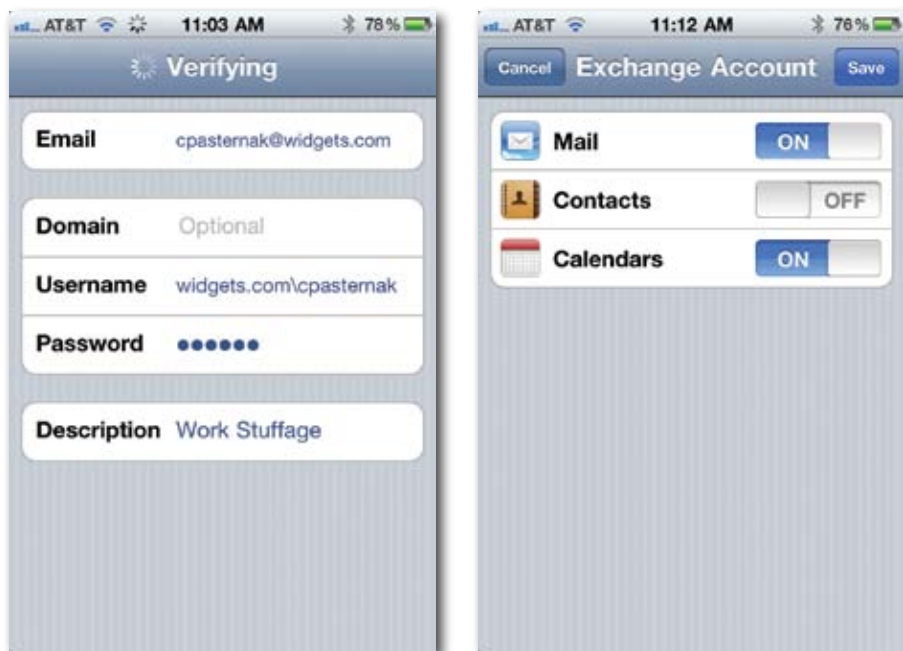 AT&T 11:03 AM 78%
Verifying
Email cpasternak@widgets.com
Domain Optional
Username widgets.com\cpasternak
Password ••••••
Description Work Stuffage
AT&T 11:12 AM 76%
Cancel Exchange Account Save
Mail ON
Contacts OFF
Calendars ON